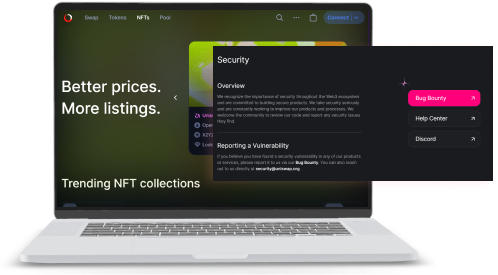 Swap Tokens NFTs Pool Connect
Better prices.
More listings.
Trending NFT collections
Security
Overview
We recognize the importance of security throughout the Web3 ecosystem
and are committed to building secure products. We take security seriously
and are constantly working to improve our products and processes. We
welcome the community to review our code and report any security issues
they find.
Reporting a Vulnerability
If you believe you have found a security vulnerability in any of our products
or services, please report it to us via our Bug Bounty. You can also reach
out to us directly at security@uniswap.org
Bug Bounty
Help Center
Discord